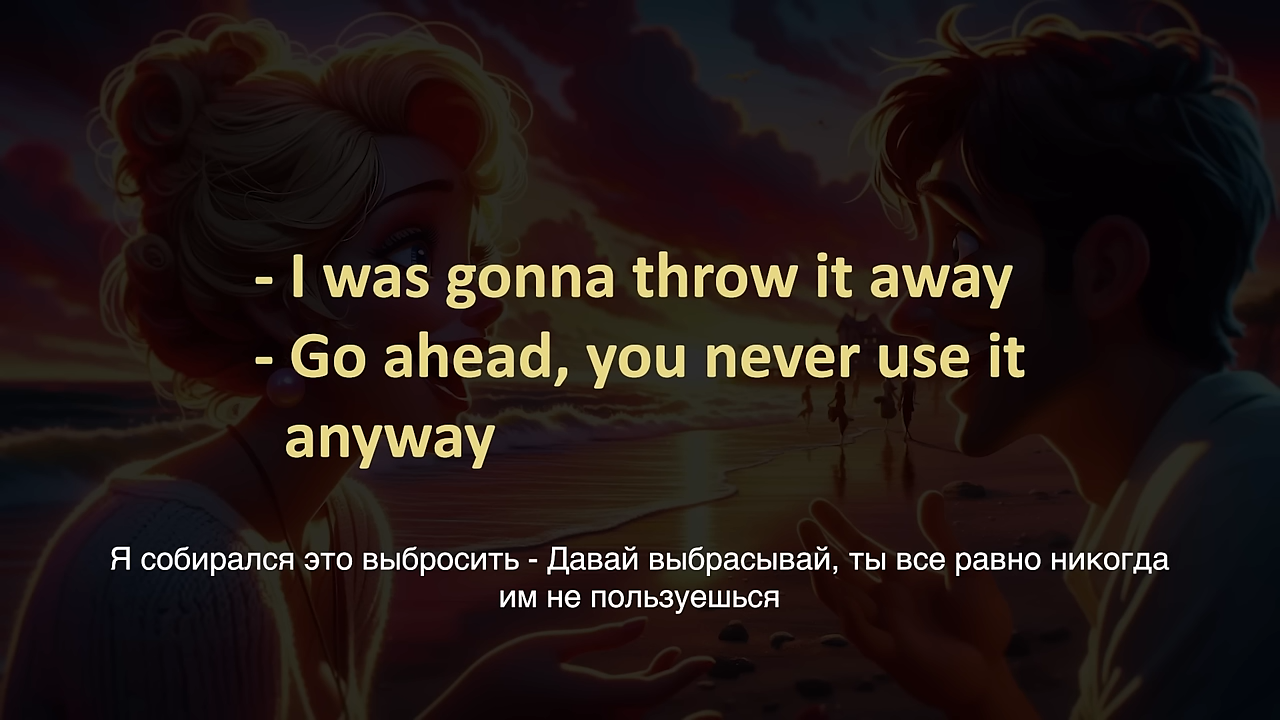 - I was gonna throw it away
- Go ahead, you never use it
anyway
Я собирался это выбросить - Давай выбрасывай, ты все равно никогда
им не пользуешься